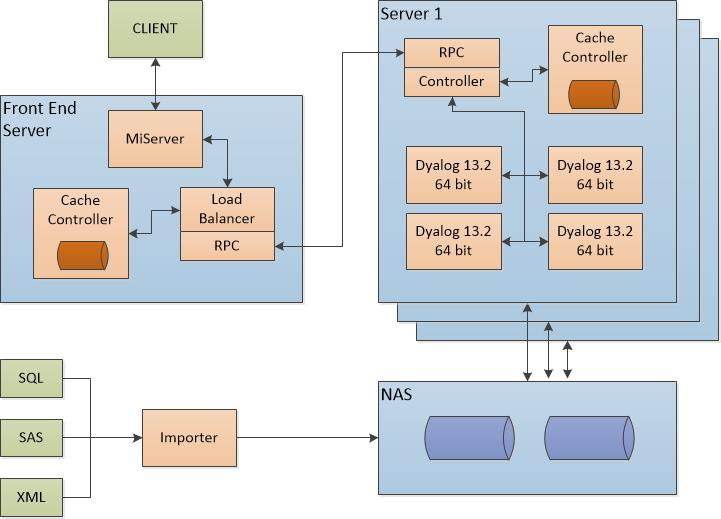 CLIENT
Front End
Server
MiServer
Cache
Controller
Load
Balancer
RPC
Server 1
RPC
Controller
Cache
Controller
Dyalog 13.2
64 bit
Dyalog 13.2
64 bit
Dyalog 13.2
64 bit
Dyalog 13.2
64 bit
SQL
SAS
XML
Importer
NAS